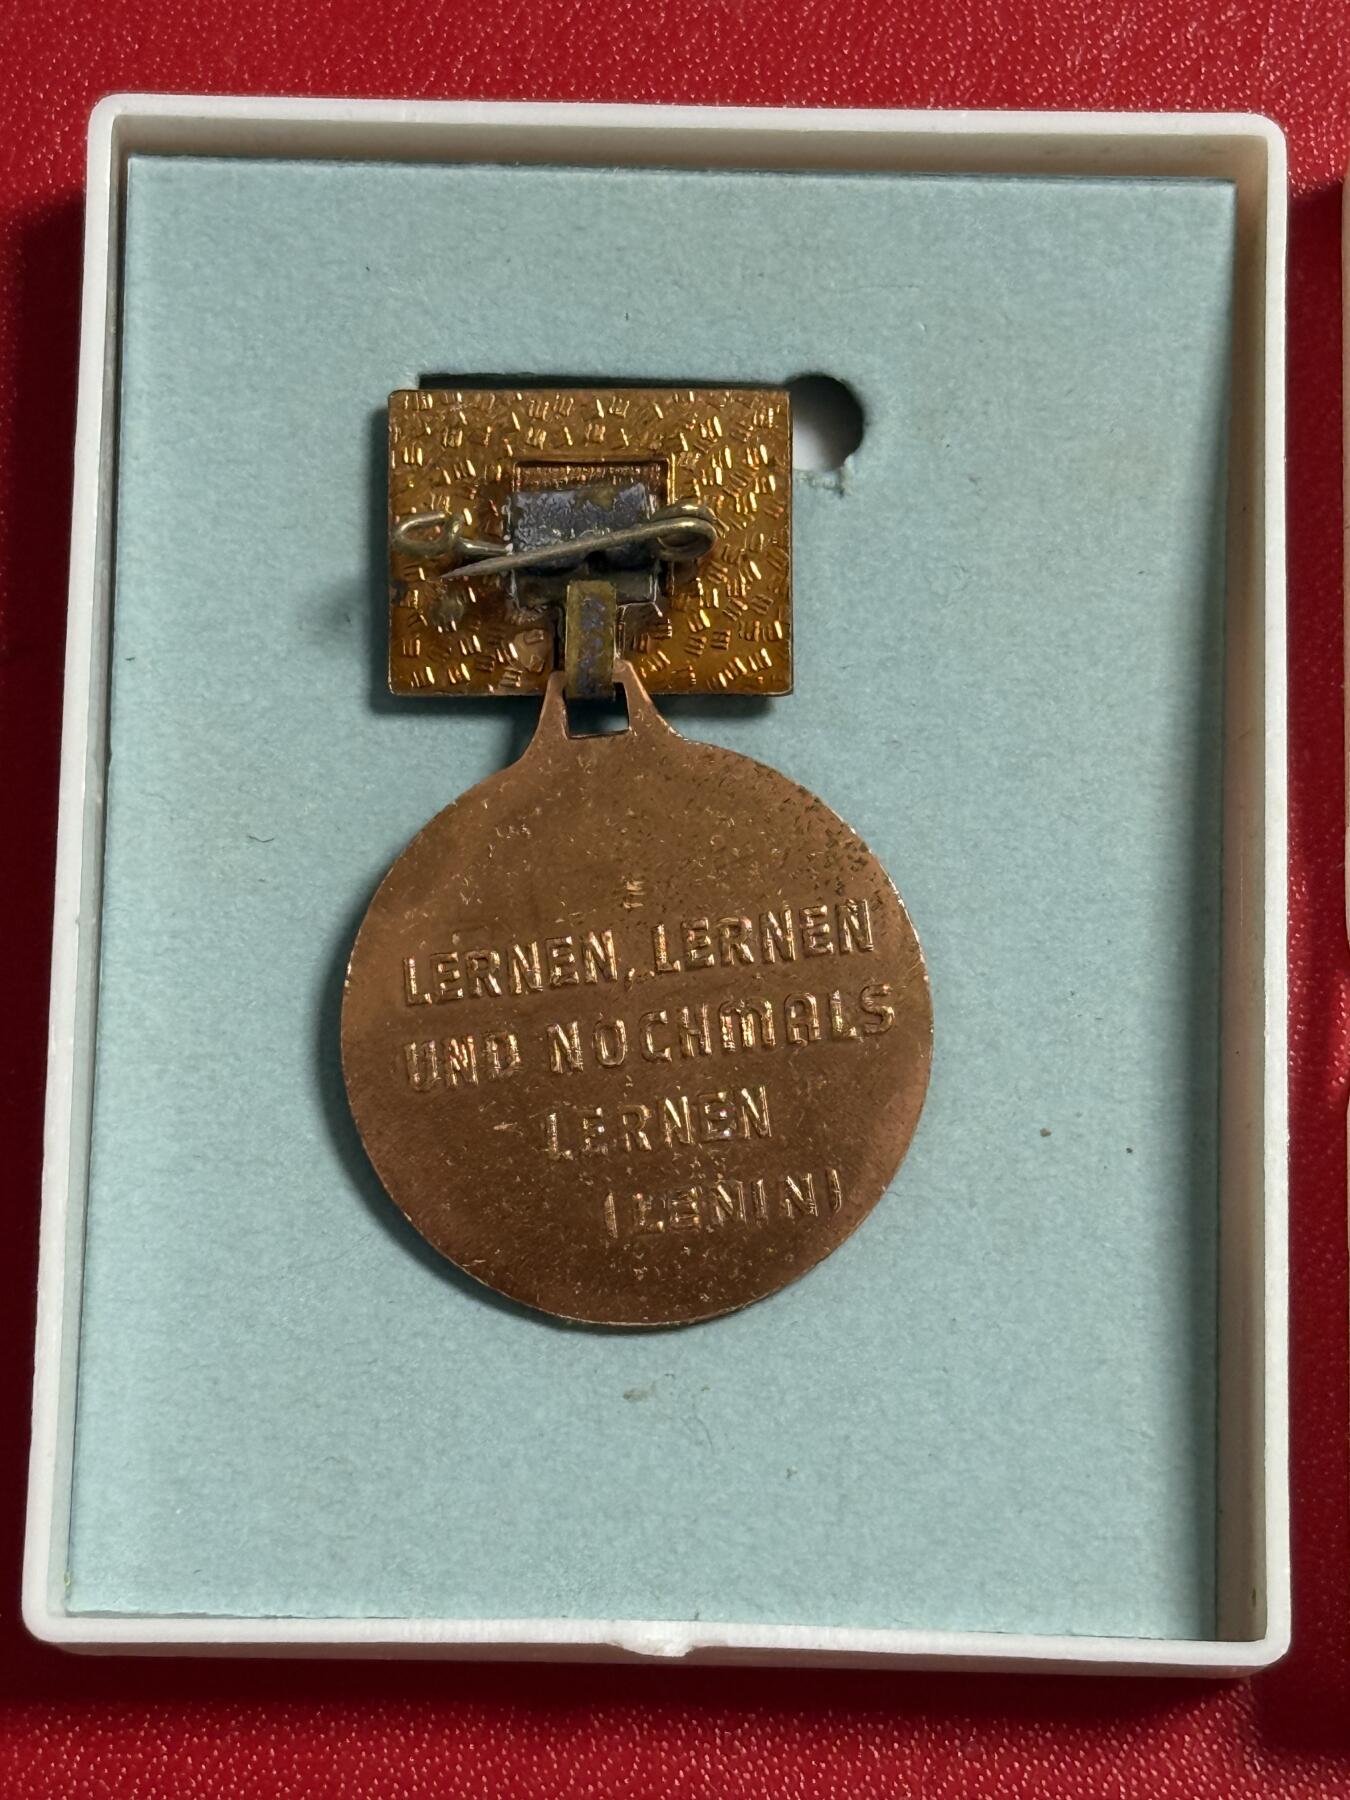 LERNEN, LERNEN
UND NOCHMALS
LERNEN
(LENIN)